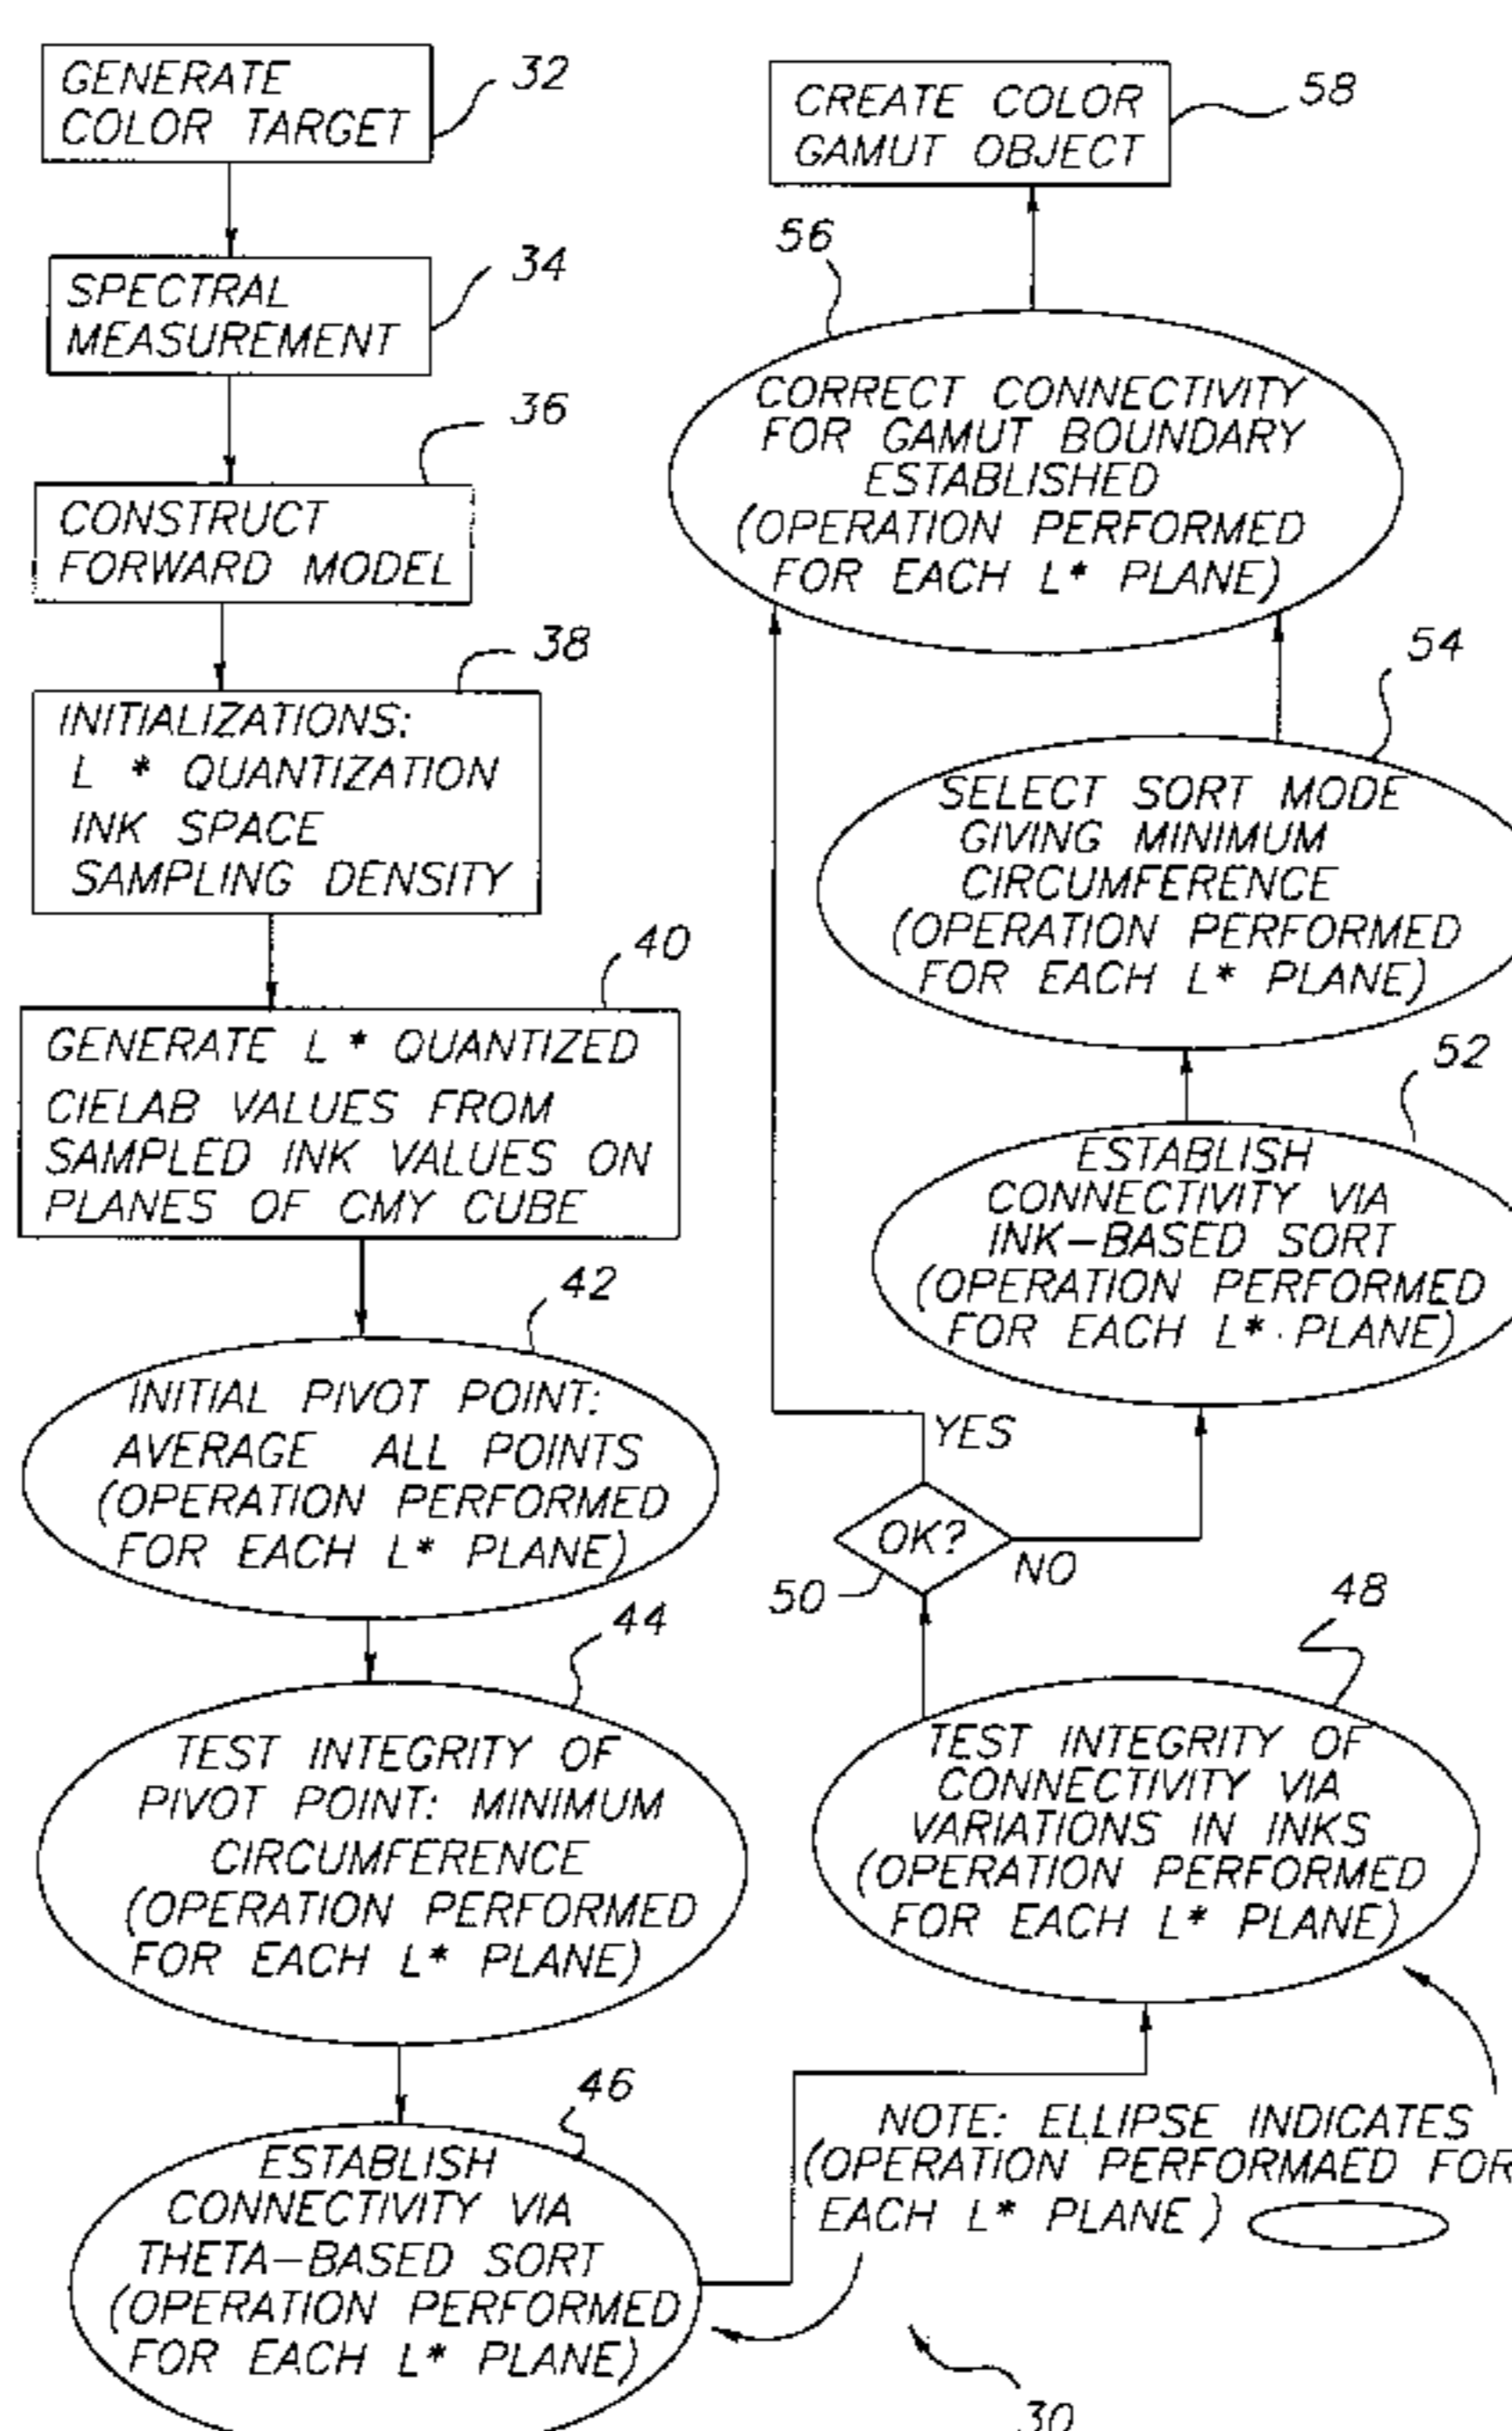 GENERATE
COLOR TARGET
32
SPECTRAL
MEASUREMENT
34
CONSTRUCT
FORWARD MODEL
36
INITIALIZATIONS:
L * QUANTIZATION
INK SPACE
SAMPLING DENSITY
38
GENERATE L * QUANTIZED
CIELAB VALUES FROM
SAMPLED INK VALUES ON
PLANES OF CMY CUBE
40
INITIAL PIVOT POINT:
AVERAGE ALL POINTS
(OPERATION PERFORMED
FOR EACH L* PLANE)
42
TEST INTEGRITY OF
PIVOT POINT: MINIMUM
CIRCUMFERENCE
(OPERATION PERFORMED
FOR EACH L* PLANE)
44
ESTABLISH
CONNECTIVITY VIA
THETA-BASED SORT
(OPERATION PERFORMED
FOR EACH L* PLANE)
46
CREATE COLOR
GAMUT OBJECT
58
56
CORRECT CONNECTIVITY
FOR GAMUT BOUNDARY
ESTABLISHED
(OPERATION PERFORMED
FOR EACH L* PLANE)
54
SELECT SORT MODE
GIVING MINIMUM
CIRCUMFERENCE
(OPERATION PERFORMED
FOR EACH L* PLANE)
52
ESTABLISH
CONNECTIVITY VIA
INK-BASED SORT
(OPERATION PERFORMED
FOR EACH L* PLANE)
YES
OK?
NO
50
48
TEST INTEGRITY OF
CONNECTIVITY VIA
VARIATIONS IN INKS
(OPERATION PERFORMED
FOR EACH L* PLANE)
NOTE: ELLIPSE INDICATES
(OPERATION PERFORMAED FOR
EACH L* PLANE)
30